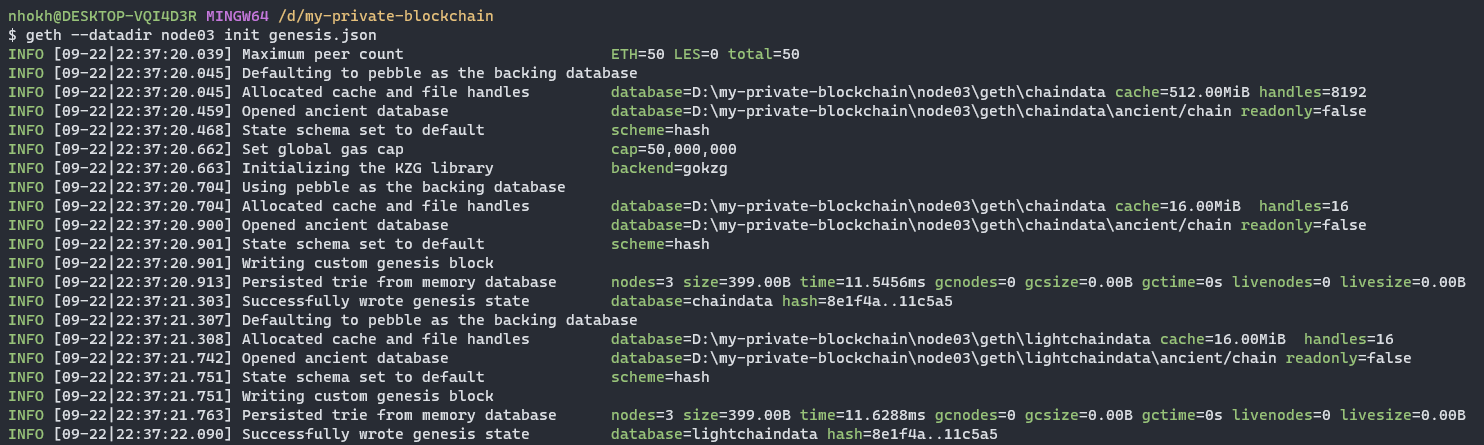 nhokh@DESKTOP-VQI4D3R MINGW64 /d/my-private-blockchain
$ geth --datadir node03 init genesis.json
INFO [09-22|22:37:20.039] Maximum peer count                       ETH=50 LES=0 total=50
INFO [09-22|22:37:20.045] Defaulting to pebble as the backing database
INFO [09-22|22:37:20.045] Allocated cache and file handles         database=D:\my-private-blockchain\node03\geth\chaindata cache=512.00MiB handles=8192
INFO [09-22|22:37:20.459] Opened ancient database                  database=D:\my-private-blockchain\node03\geth\chaindata\ancient/chain readonly=false
INFO [09-22|22:37:20.468] State schema set to default              scheme=hash
INFO [09-22|22:37:20.662] Set global gas cap                       cap=50,000,000
INFO [09-22|22:37:20.663] Initializing the KZG library             backend=gokzg
INFO [09-22|22:37:20.704] Using pebble as the backing database
INFO [09-22|22:37:20.704] Allocated cache and file handles         database=D:\my-private-blockchain\node03\geth\chaindata cache=16.00MiB  handles=16
INFO [09-22|22:37:20.900] Opened ancient database                  database=D:\my-private-blockchain\node03\geth\chaindata\ancient/chain readonly=false
INFO [09-22|22:37:20.901] State schema set to default              scheme=hash
INFO [09-22|22:37:20.901] Writing custom genesis block
INFO [09-22|22:37:20.913] Persisted trie from memory database      nodes=3 size=399.00B time=11.5456ms gcnodes=0 gcsize=0.00B gctime=0s livenodes=0 livesize=0.00B
INFO [09-22|22:37:21.303] Successfully wrote genesis state         database=chaindata hash=8e1f4a..11c5a5
INFO [09-22|22:37:21.307] Defaulting to pebble as the backing database
INFO [09-22|22:37:21.308] Allocated cache and file handles         database=D:\my-private-blockchain\node03\geth\lightchaindata cache=16.00MiB  handles=16
INFO [09-22|22:37:21.742] Opened ancient database                  database=D:\my-private-blockchain\node03\geth\lightchaindata\ancient/chain readonly=false
INFO [09-22|22:37:21.751] State schema set to default              scheme=hash
INFO [09-22|22:37:21.751] Writing custom genesis block
INFO [09-22|22:37:21.763] Persisted trie from memory database      nodes=3 size=399.00B time=11.6288ms gcnodes=0 gcsize=0.00B gctime=0s livenodes=0 livesize=0.00B
INFO [09-22|22:37:22.090] Successfully wrote genesis state         database=lightchaindata hash=8e1f4a..11c5a5